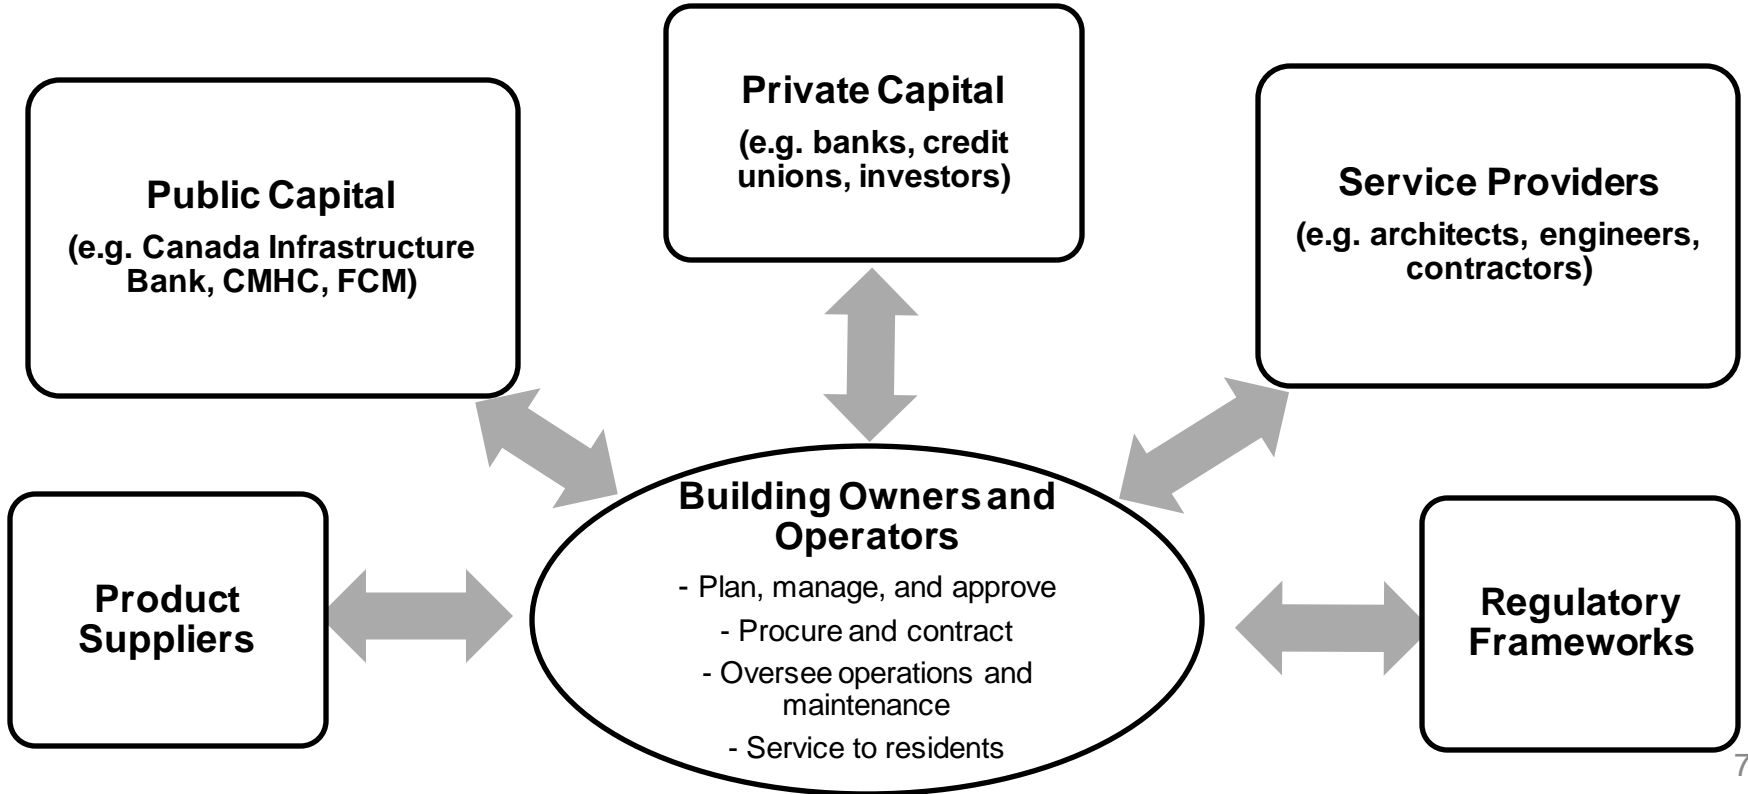 Private Capital
(e.g. banks, credit
unions, investors)
Public Capital
(e.g. Canada Infrastructure
Bank, CMHC, FCM)
Service Providers
(e.g. architects, engineers,
contractors)
Product
Suppliers
Building Owners and
Operators
- Plan, manage, and approve
- Procure and contract
- Oversee operations and
maintenance
- Service to residents
Regulatory
Frameworks
7